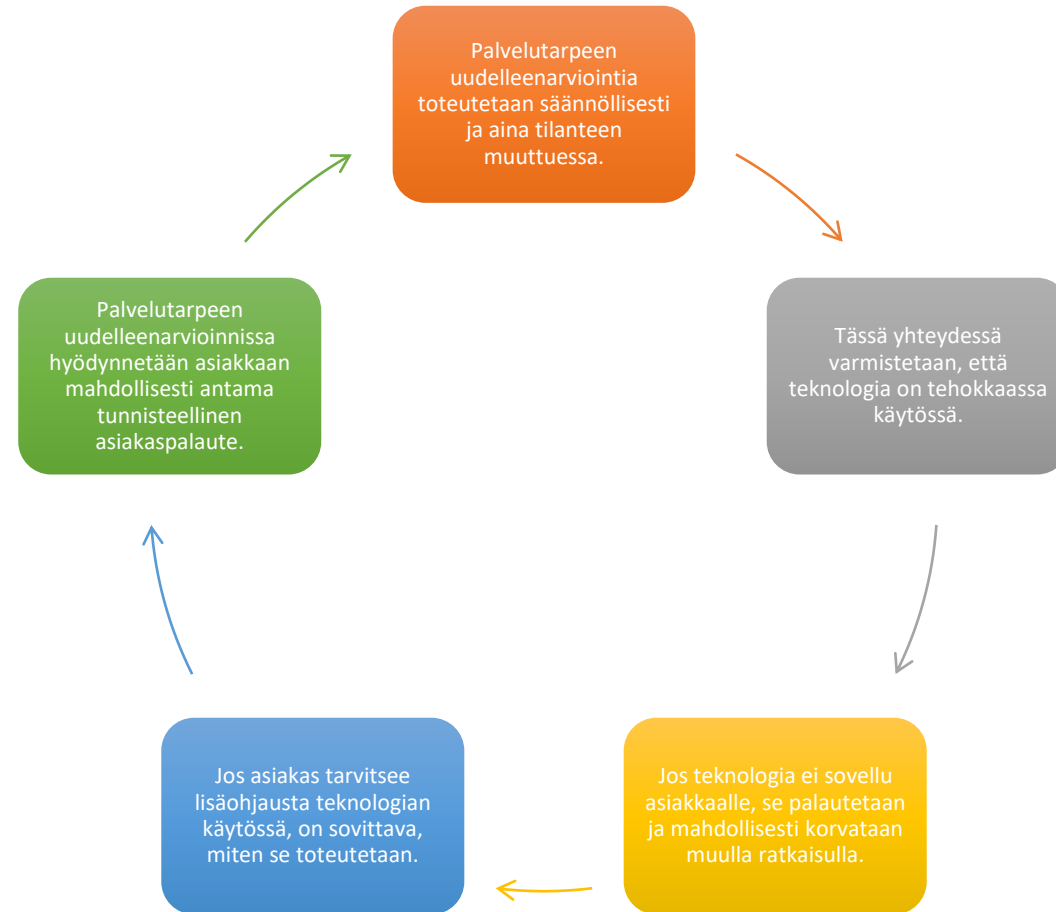 Palvelutarpeen
uudelleenarviointia
toteutetaan säännöllisesti
ja aina tilanteen
muuttuessa.
Tässä yhteydessä
varmistetaan, että
teknologia on tehokkaassa
käytössä.
Jos teknologia ei sovellu
asiakkaalle, se palautetaan
ja mahdollisesti korvataan
muulla ratkaisulla.
Jos asiakas tarvitsee
lisäohjausta teknologian
käytössä, on sovittava,
miten se toteutetaan.
Palvelutarpeen
uudelleenarvioinnissa
hyödynnetään asiakkaan
mahdollisesti antama
tunnisteellinen
asiakaspalaute.